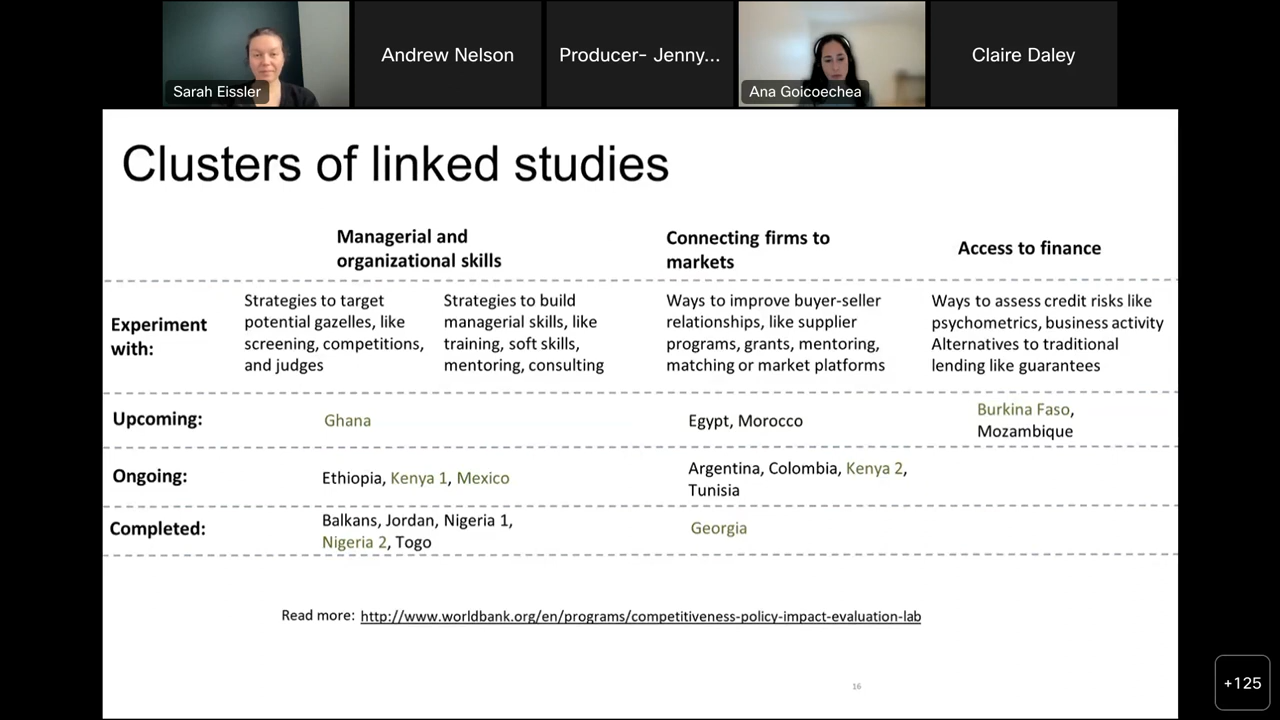 Sarah Eissler
Andrew Nelson
Producer- Jenny...
Ana Goicoechea
Claire Daley
Clusters of linked studies
Managerial and
organizational skills
Connecting firms to
markets
Access to finance
Experiment
with:
Strategies to target
potential gazelles, like
screening, competitions,
and judges
Strategies to build
managerial skills, like
training, soft skills,
mentoring, consulting
Ways to improve buyer-seller
relationships, like supplier
programs, grants, mentoring,
matching or market platforms
Ways to assess credit risks like
psychometrics, business activity
Alternatives to traditional
lending like guarantees
Upcoming:
Ghana
Egypt, Morocco
Burkina Faso,
Mozambique
Ongoing:
Ethiopia, Kenya 1, Mexico
Argentina, Colombia, Kenya 2,
Tunisia
Completed:
Balkans, Jordan, Nigeria 1,
Nigeria 2, Togo
Georgia
Read more: http://www.worldbank.org/en/programs/competitiveness-policy-impact-evaluation-lab
16
+125